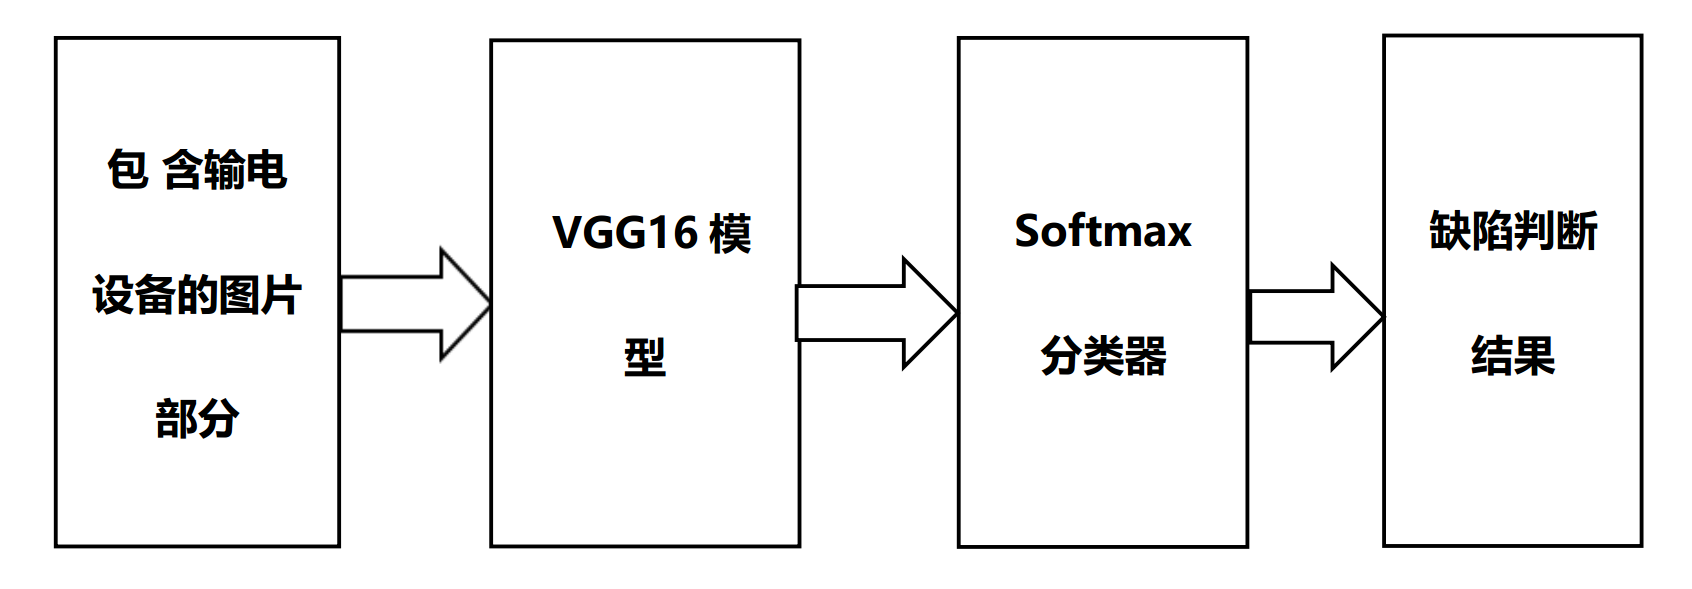 包 含输电
设备的图片
部分
VGG16 模
型
Softmax
分类器
缺陷判断
结果